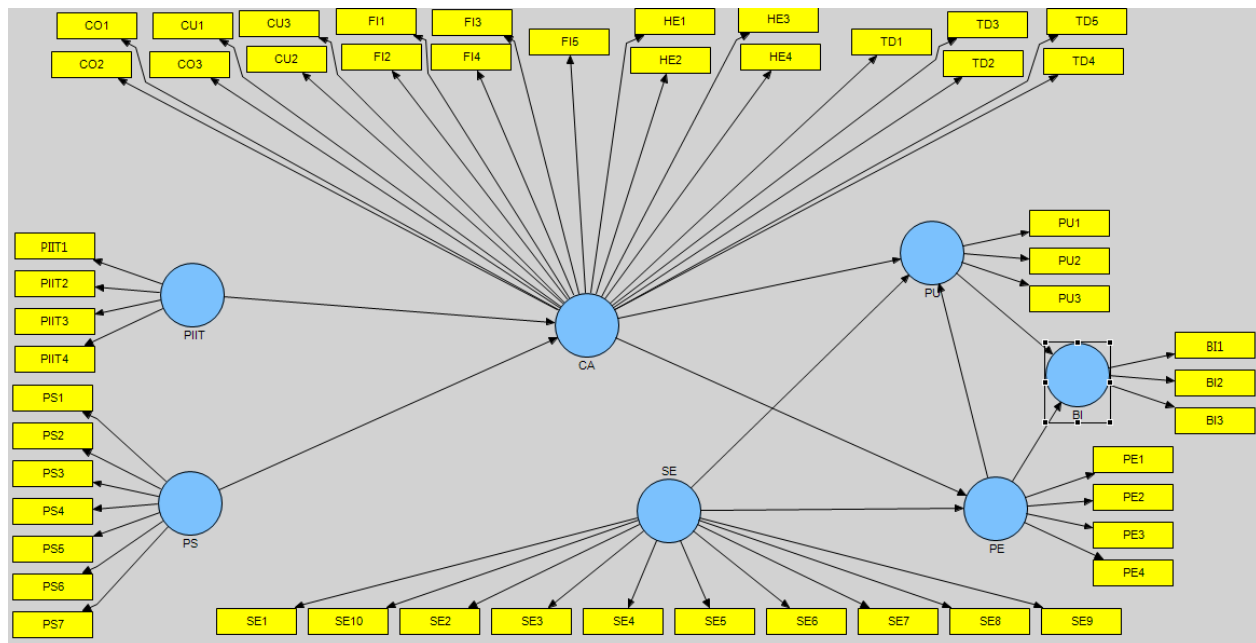 CO1
CU1
CU3
FI1
FI3
FI5
HE1
HE3
TD1
TD3
TD5
CO2
CO3
CU2
FI2
FI4
HE2
HE4
TD2
TD4
PIIT1
PIIT2
PIIT3
PIIT4
PIIT
CA
PU
PU1
PU2
PU3
BI
BI1
BI2
BI3
PS1
PS2
PS3
PS4
PS5
PS6
PS7
PS
SE
PE
PE1
PE2
PE3
PE4
SE1
SE10
SE2
SE3
SE4
SE5
SE6
SE7
SE8
SE9